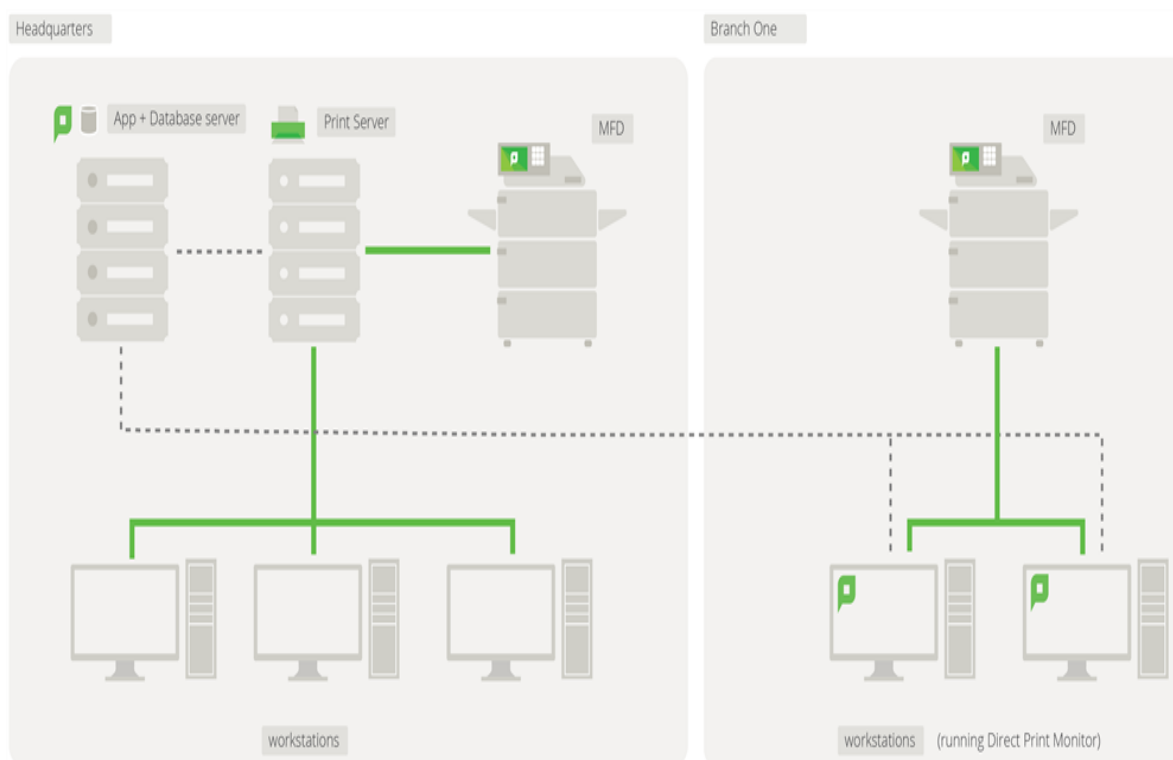 Headquarters
Branch One
App + Database server
Print Server
MFD
MFD
workstations
workstations (running Direct Print Monitor)